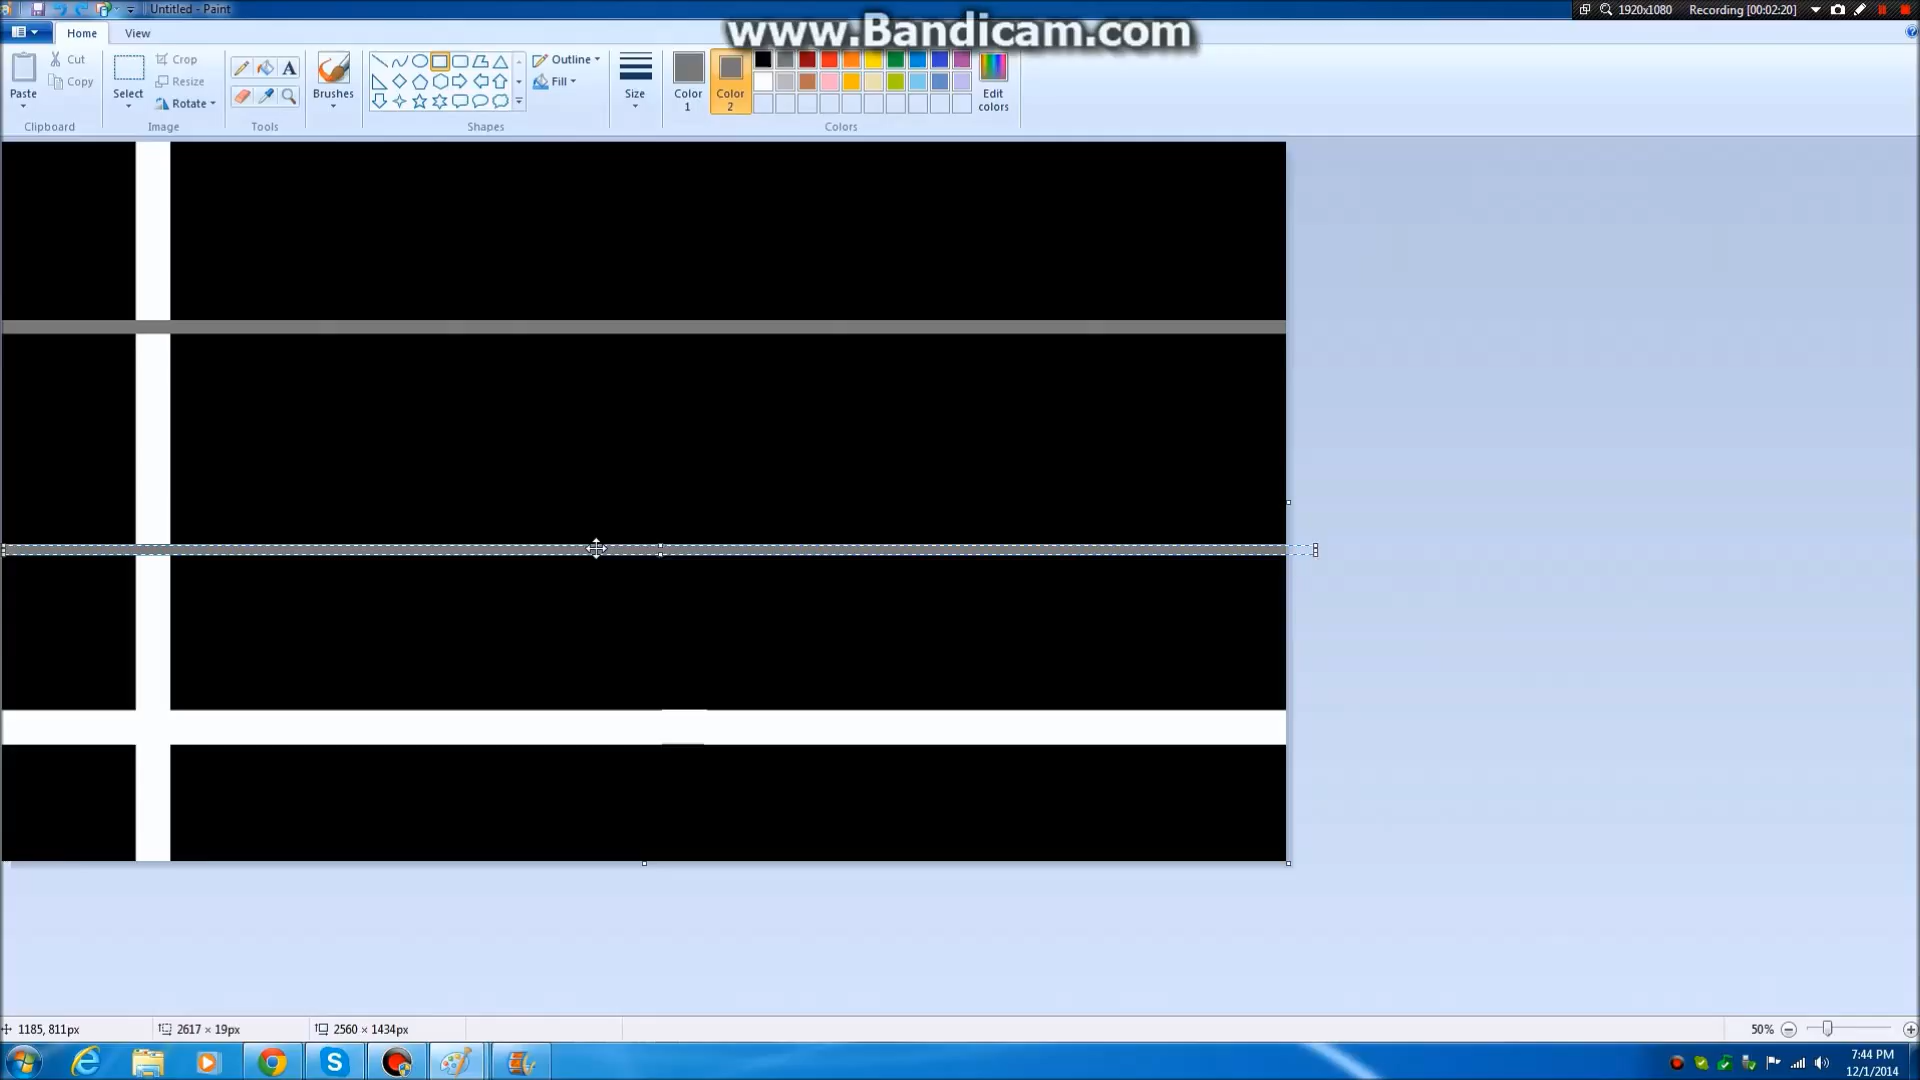 Untitled - Paint
1920x1080
Recording [00:02:20]
www.Bandicam.com
Home
View
Paste
Cut
Copy
Clipboard
Select
Crop
Resize
Rotate
Image
A
Tools
Brushes
Outline
Fill
Shapes
Size
Color
1
Color
2
Edit
colors
Colors
1185, 811px
2617 × 19px
2560 × 1434px
50%
7:44 PM
12/1/2014